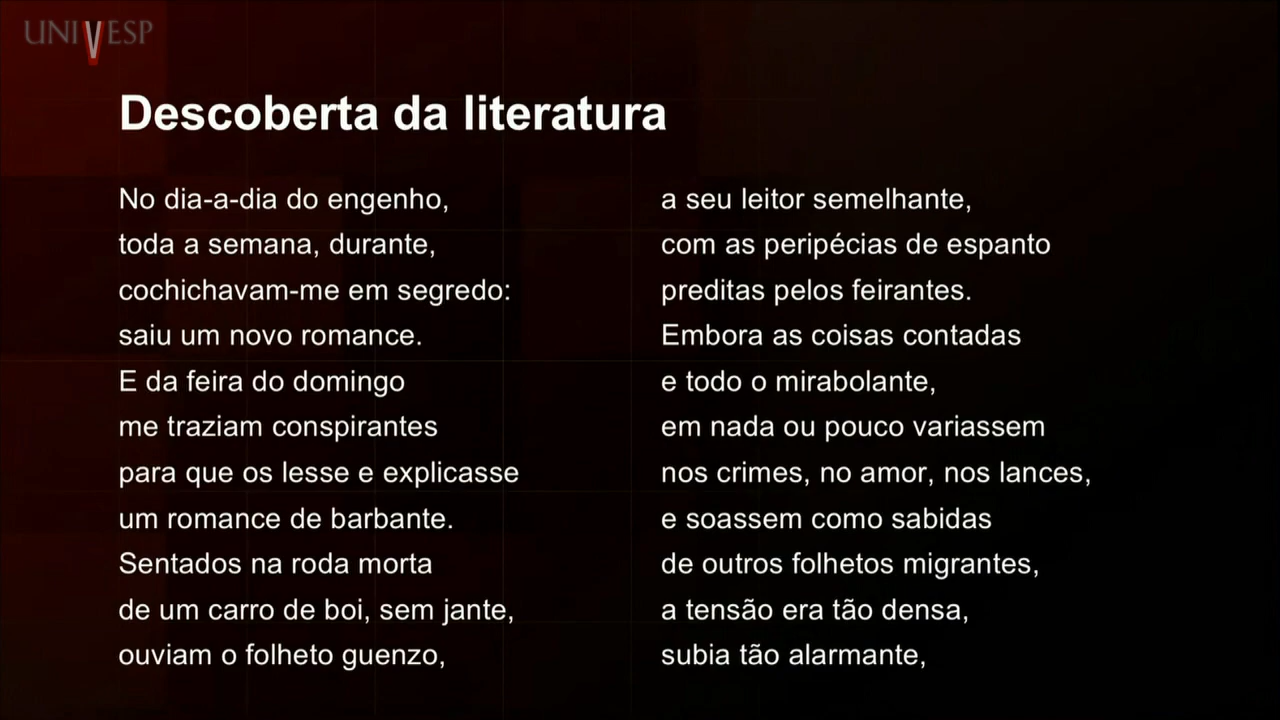 UNIVESP
Descoberta da literatura
No dia-a-dia do engenho,
toda a semana, durante,
cochichavam-me em segredo:
saiu um novo romance.
E da feira do domingo
me traziam conspirantes
para que os lesse e explicasse
um romance de barbante.
Sentados na roda morta
de um carro de boi, sem jante,
ouviam o folheto guenzo,
a seu leitor semelhante,
com as peripécias de espanto
preditas pelos feirantes.
Embora as coisas contadas
e todo o mirabolante,
em nada ou pouco variassem
nos crimes, no amor, nos lances,
e soassem como sabidas
de outros folhetos migrantes,
a tensão era tão densa,
subia tão alarmante,